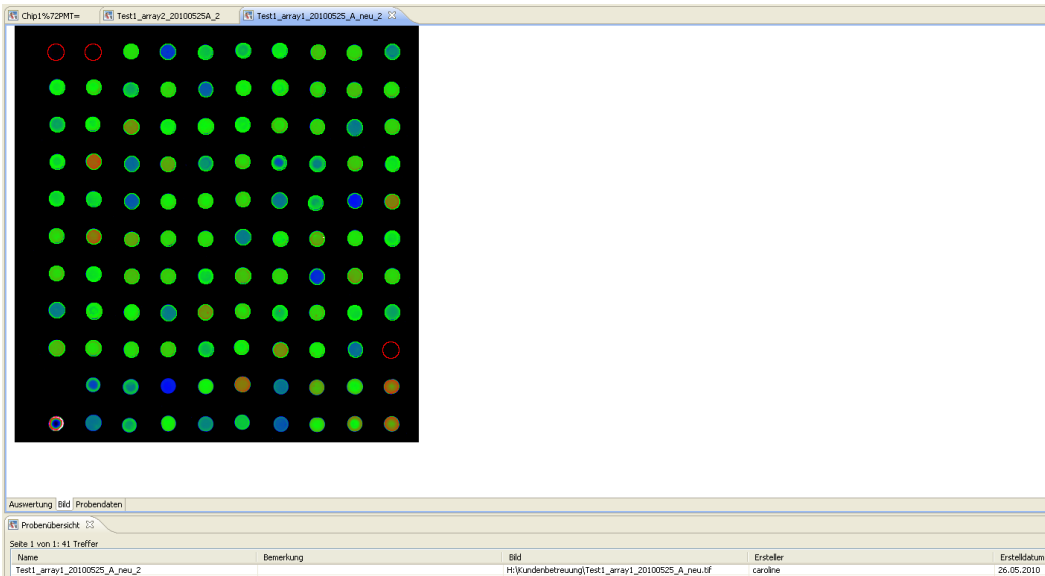 Chip1%72PMT= Test1_array2_20100525A_2 Test1_array1_20100525_A_neu_2
Auswertung Bild Probendaten
Probenübersicht
Seite 1 von 1: 41 Treffer
Name Bemerkung Bild Ersteller Erstelldatum
Test1_array1_20100525_A_neu_2 H:\Kundenbetreuung\Test1_array1_20100525_A_neu.tif caroline 26.05.2010